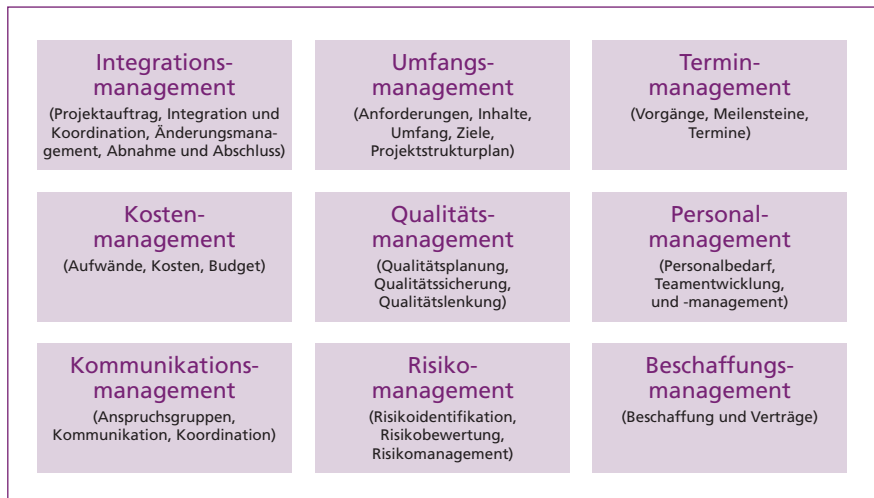 Integrations-
management
(Projektauftrag, Integration und
Koordination, Änderungsmana-
gement, Abnahme und Abschluss)
Umfangs-
management
(Anforderungen, Inhalte,
Umfang, Ziele,
Projektstrukturplan)
Termin-
management
(Vorgänge, Meilensteine,
Termine)
Kosten-
management
(Aufwände, Kosten, Budget)
Qualitäts-
management
(Qualitätsplanung,
Qualitätssicherung,
Qualitätslenkung)
Personal-
management
(Personalbedarf,
Teamentwicklung,
und -management)
Kommunikations-
management
(Anspruchsgruppen,
Kommunikation, Koordination)
Risiko-
management
(Risikoidentifikation,
Risikobewertung,
Risikomanagement)
Beschaffungs-
management
(Beschaffung und Verträge)